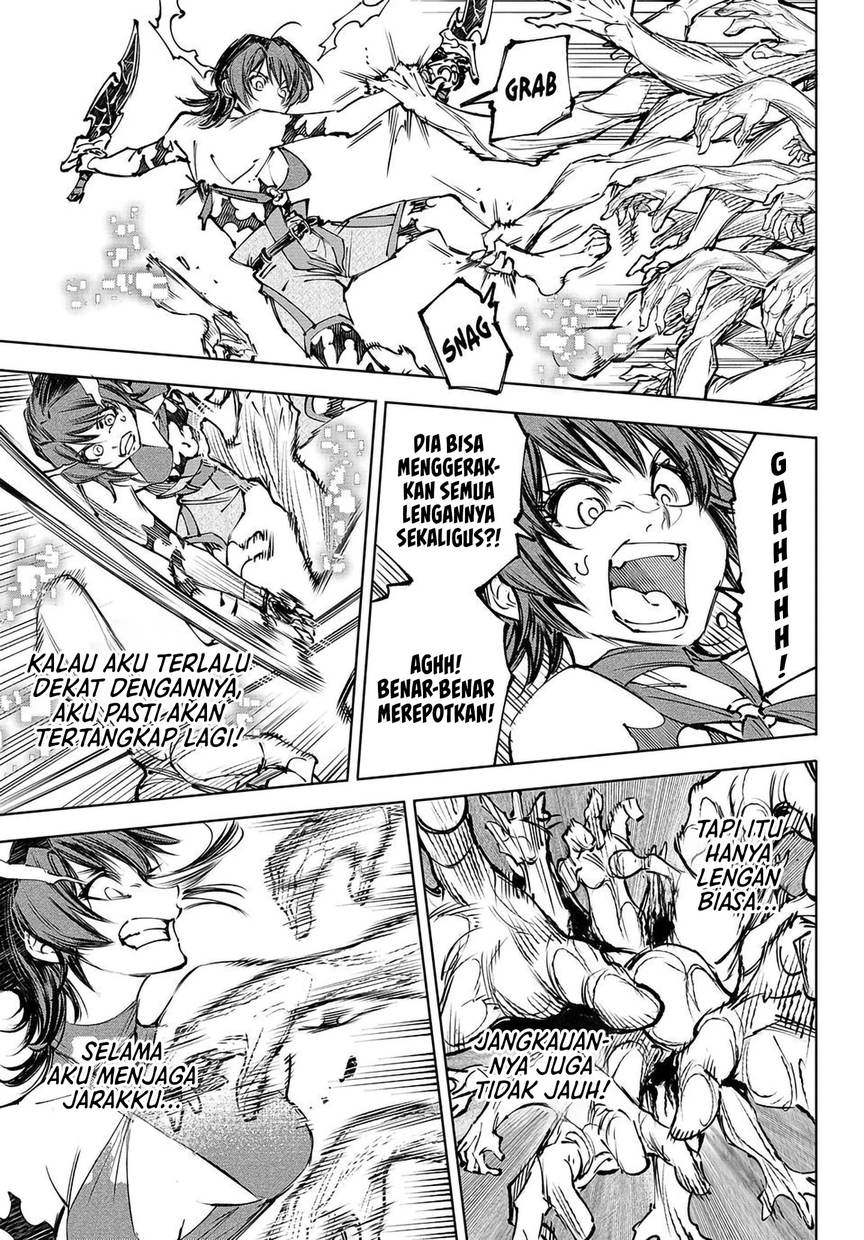 GRAB
SNAG
GAHHHHHH!
DIA BISA
MENGGERAK-
KAN SEMUA
LENGANNYA
SEKALIGUS?!
AGHH!
BENAR-BENAR
MEREPOTKAN!
KALAU AKU TERLALU
DEKAT DENGANNYA,
AKU PASTI AKAN
TERTANGKAP LAGI!
TAPI ITU
HANYA
LENGAN
BIASA...
JANGKAUAN-
NYA JUGA
TIDAK JAUH!
SELAMA
AKU MENJAGA
JARAKKU...